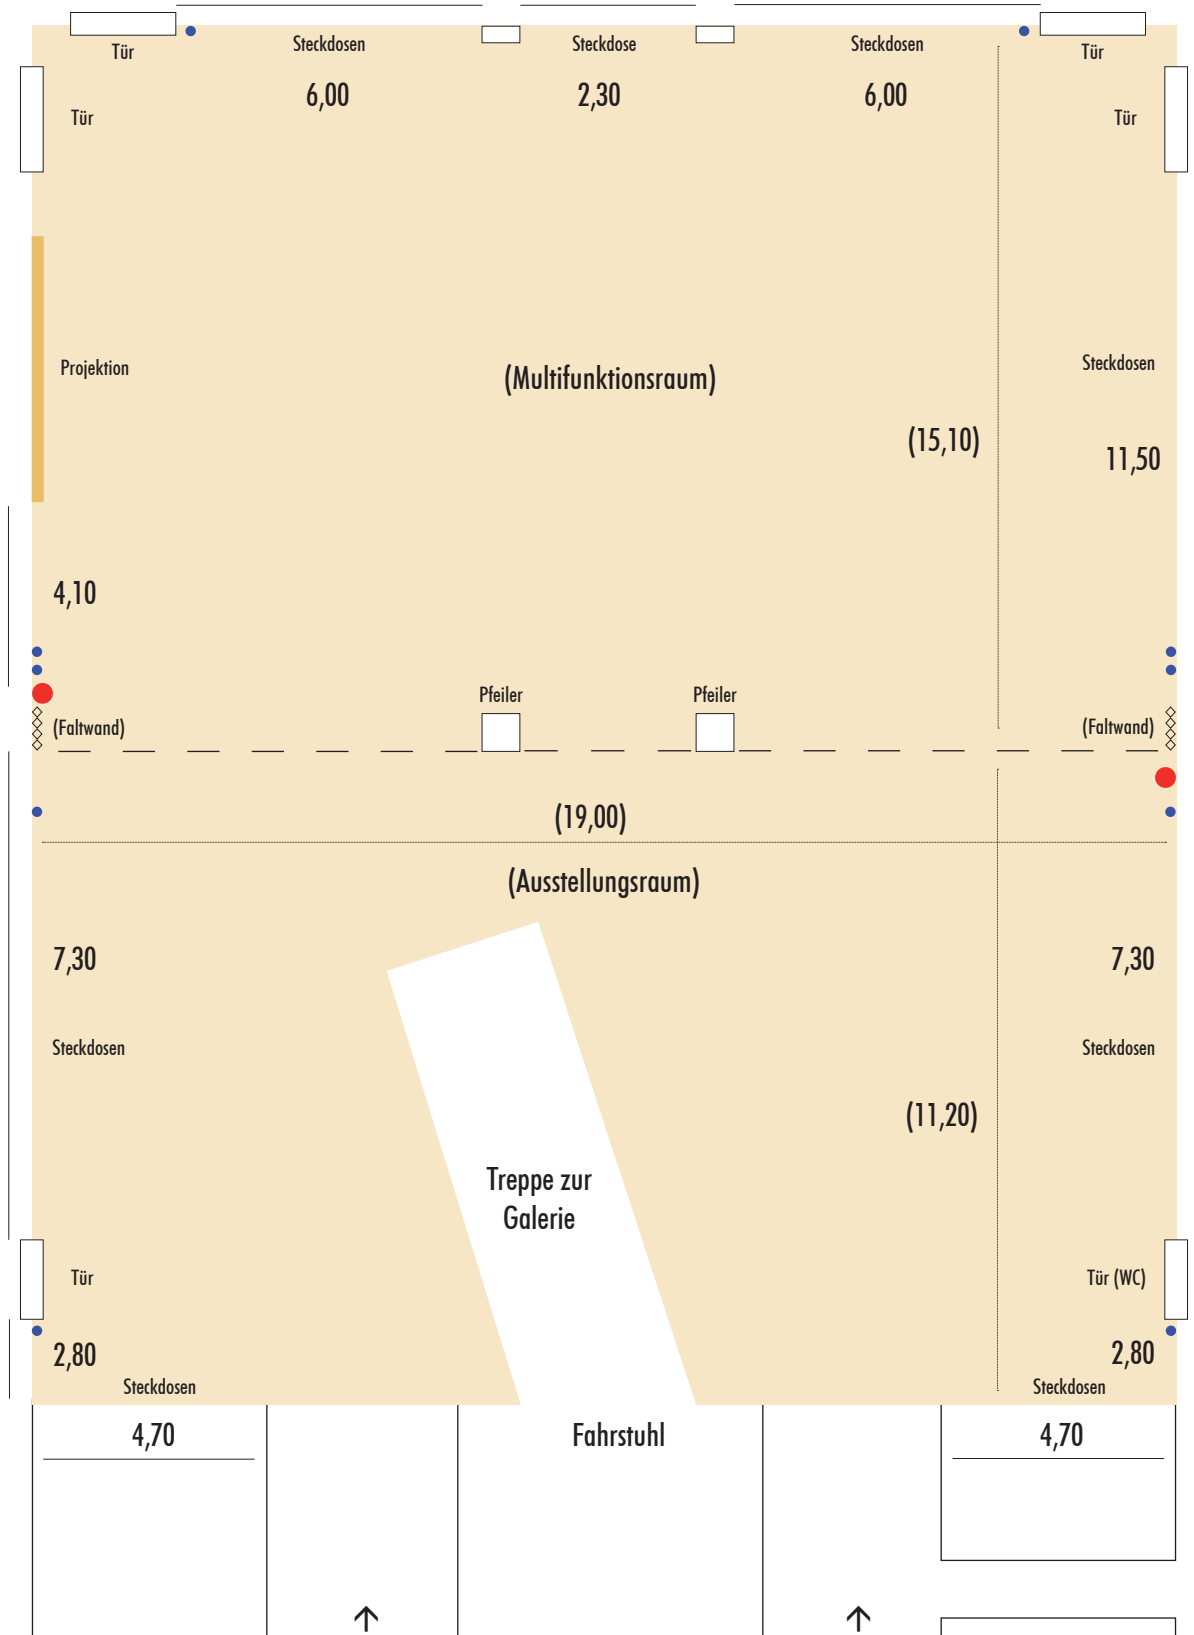 Steckdosen
Steckdose
Steckdosen
Tür
Tür
6,00
2,30
6,00
Tür
Tür
Projektion
(Multifunktionsraum)
Steckdosen
(15,10)
11,50
4,10
Pfeiler
Pfeiler
(Faltwand)
(Faltwand)
(19,00)
(Ausstellungsraum)
7,30
7,30
Steckdosen
Steckdosen
(11,20)
Treppe zur
Galerie
Tür
Tür (WC)
2,80
2,80
Steckdosen
Steckdosen
4,70
Fahrstuhl
4,70